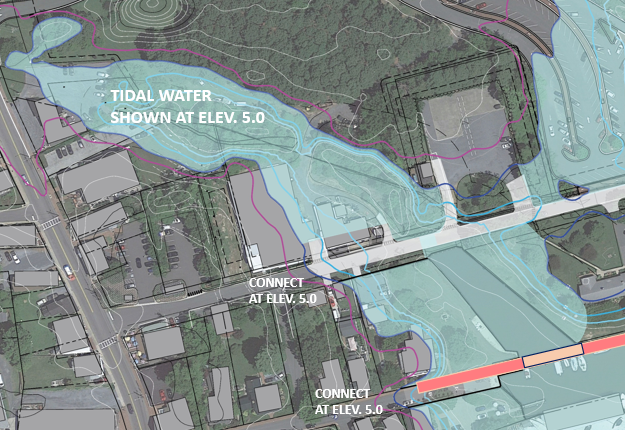 TIDAL WATER
SHOWN AT ELEV. 5.0
CONNECT
AT ELEV. 5.0
CONNECT
AT ELEV. 5.0